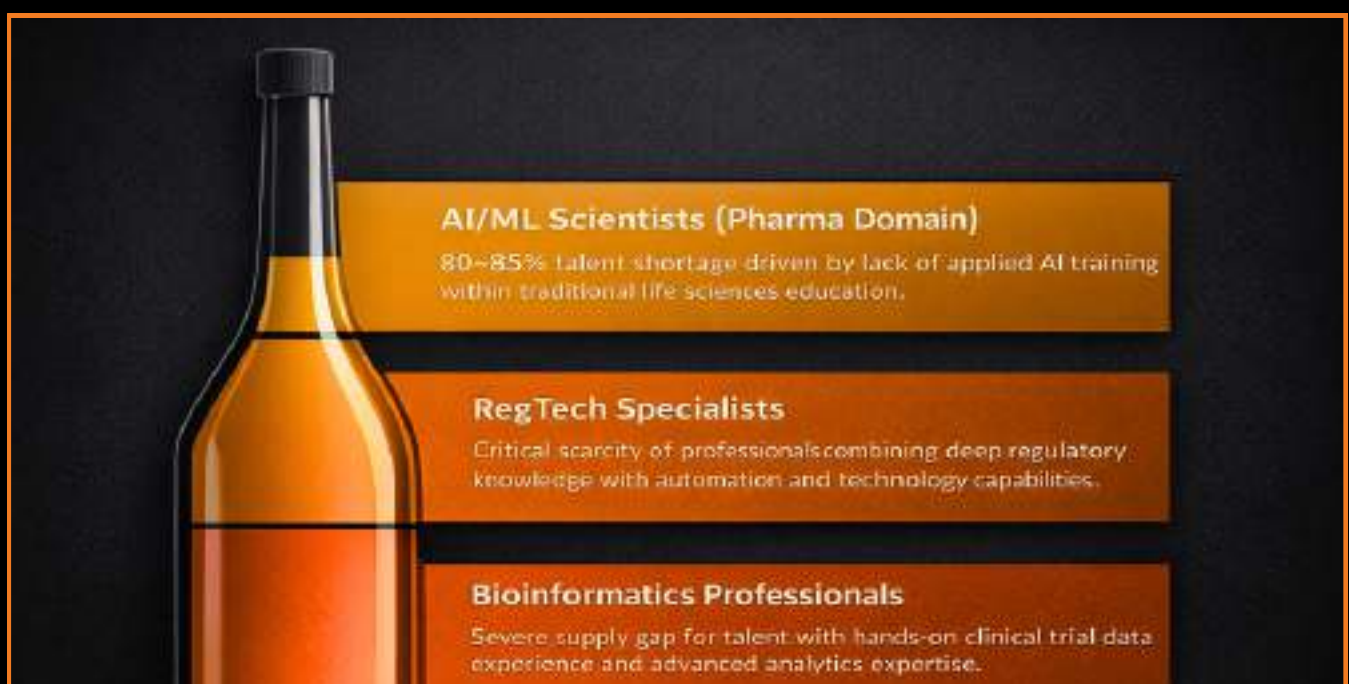 AI/ML Scientists (Pharma Domain)
80–85% talent shortage driven by lack of applied AI training
within traditional life sciences education.
RegTech Specialists
Critical scarcity of professionals combining deep regulatory
knowledge with automation and technology capabilities.
Bioinformatics Professionals
Severe supply gap for talent with hands-on clinical trial data
experience and advanced analytics expertise.